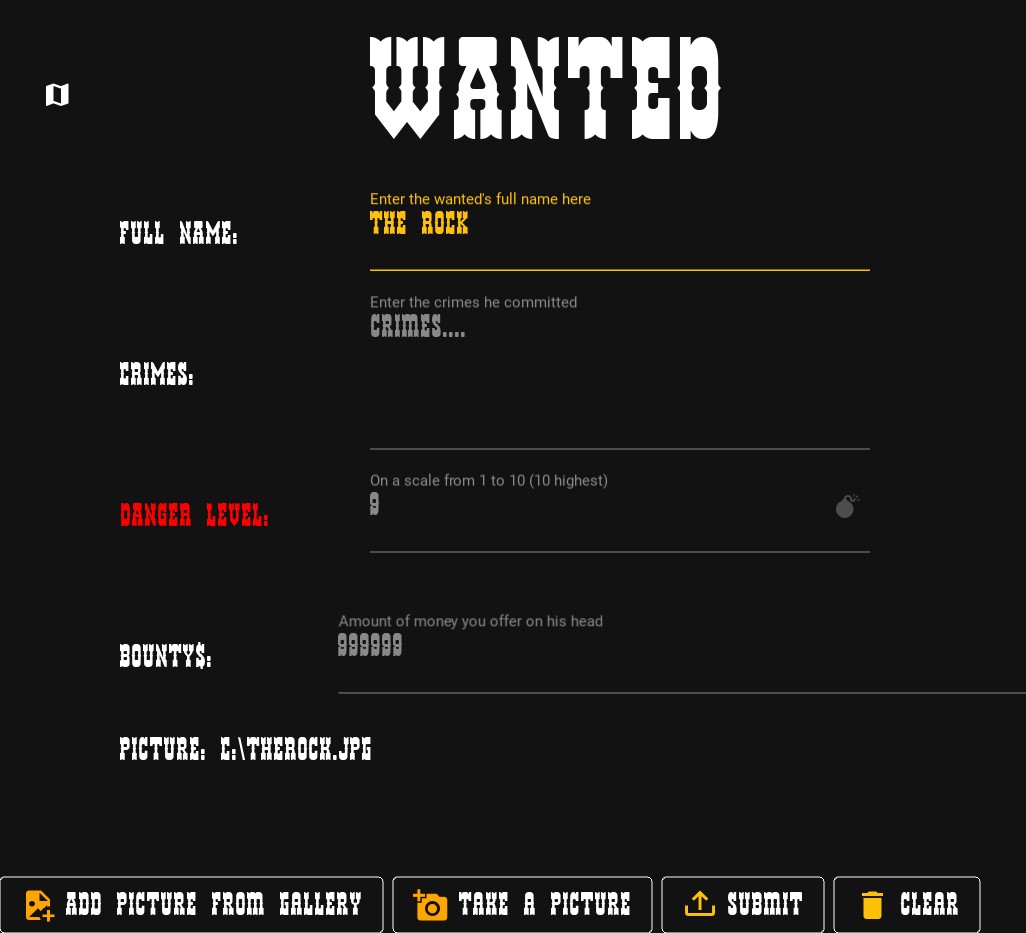 WANTED
Enter the wanted's full name here
FULL NAME: THE ROCK
Enter the crimes he committed
CRIMES....
CRIMES:
On a scale from 1 to 10 (10 highest)
DANGER LEVEL: 9
Amount of money you offer on his head
BOUNTY$: 999999
PICTURE: C:\THEROCK.JPG
ADD PICTURE FROM GALLERY TAKE A PICTURE SUBMIT CLEAR